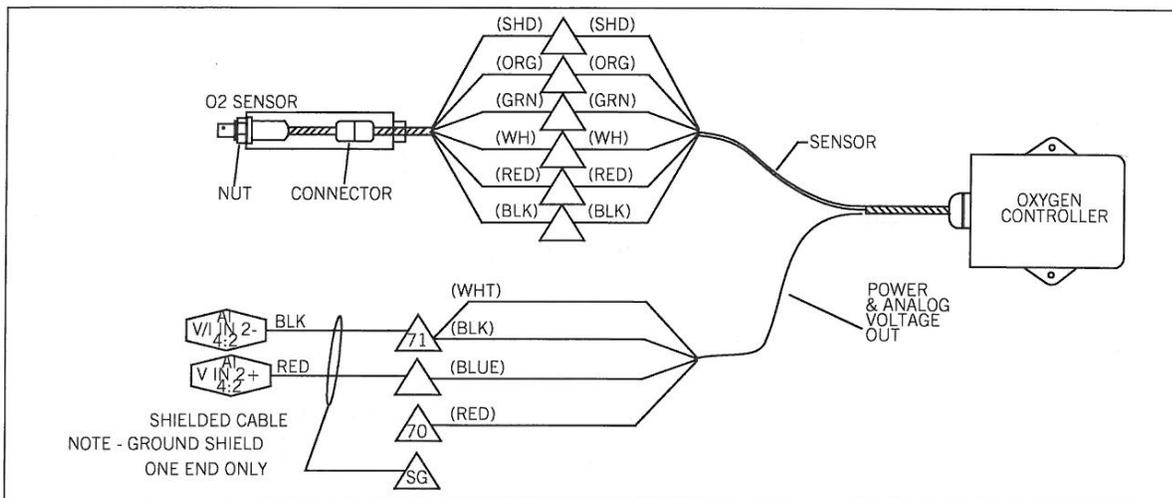 (SHD) (SHD)
(ORG) (ORG)
O2 SENSOR
(GRN) (GRN)
(WH) (WH)
SENSOR
NUT
CONNECTOR
(RED) (RED)
OXYGEN
CONTROLLER
(BLK) (BLK)
(WHT)
POWER
& ANALOG
VOLTAGE
OUT
AI
V/I IN 2-
4:2
BLK
71
(BLK)
AI
V IN 2+
4:2
RED
(BLUE)
SHIELDED CABLE
NOTE - GROUND SHIELD
ONE END ONLY
70
(RED)
SG